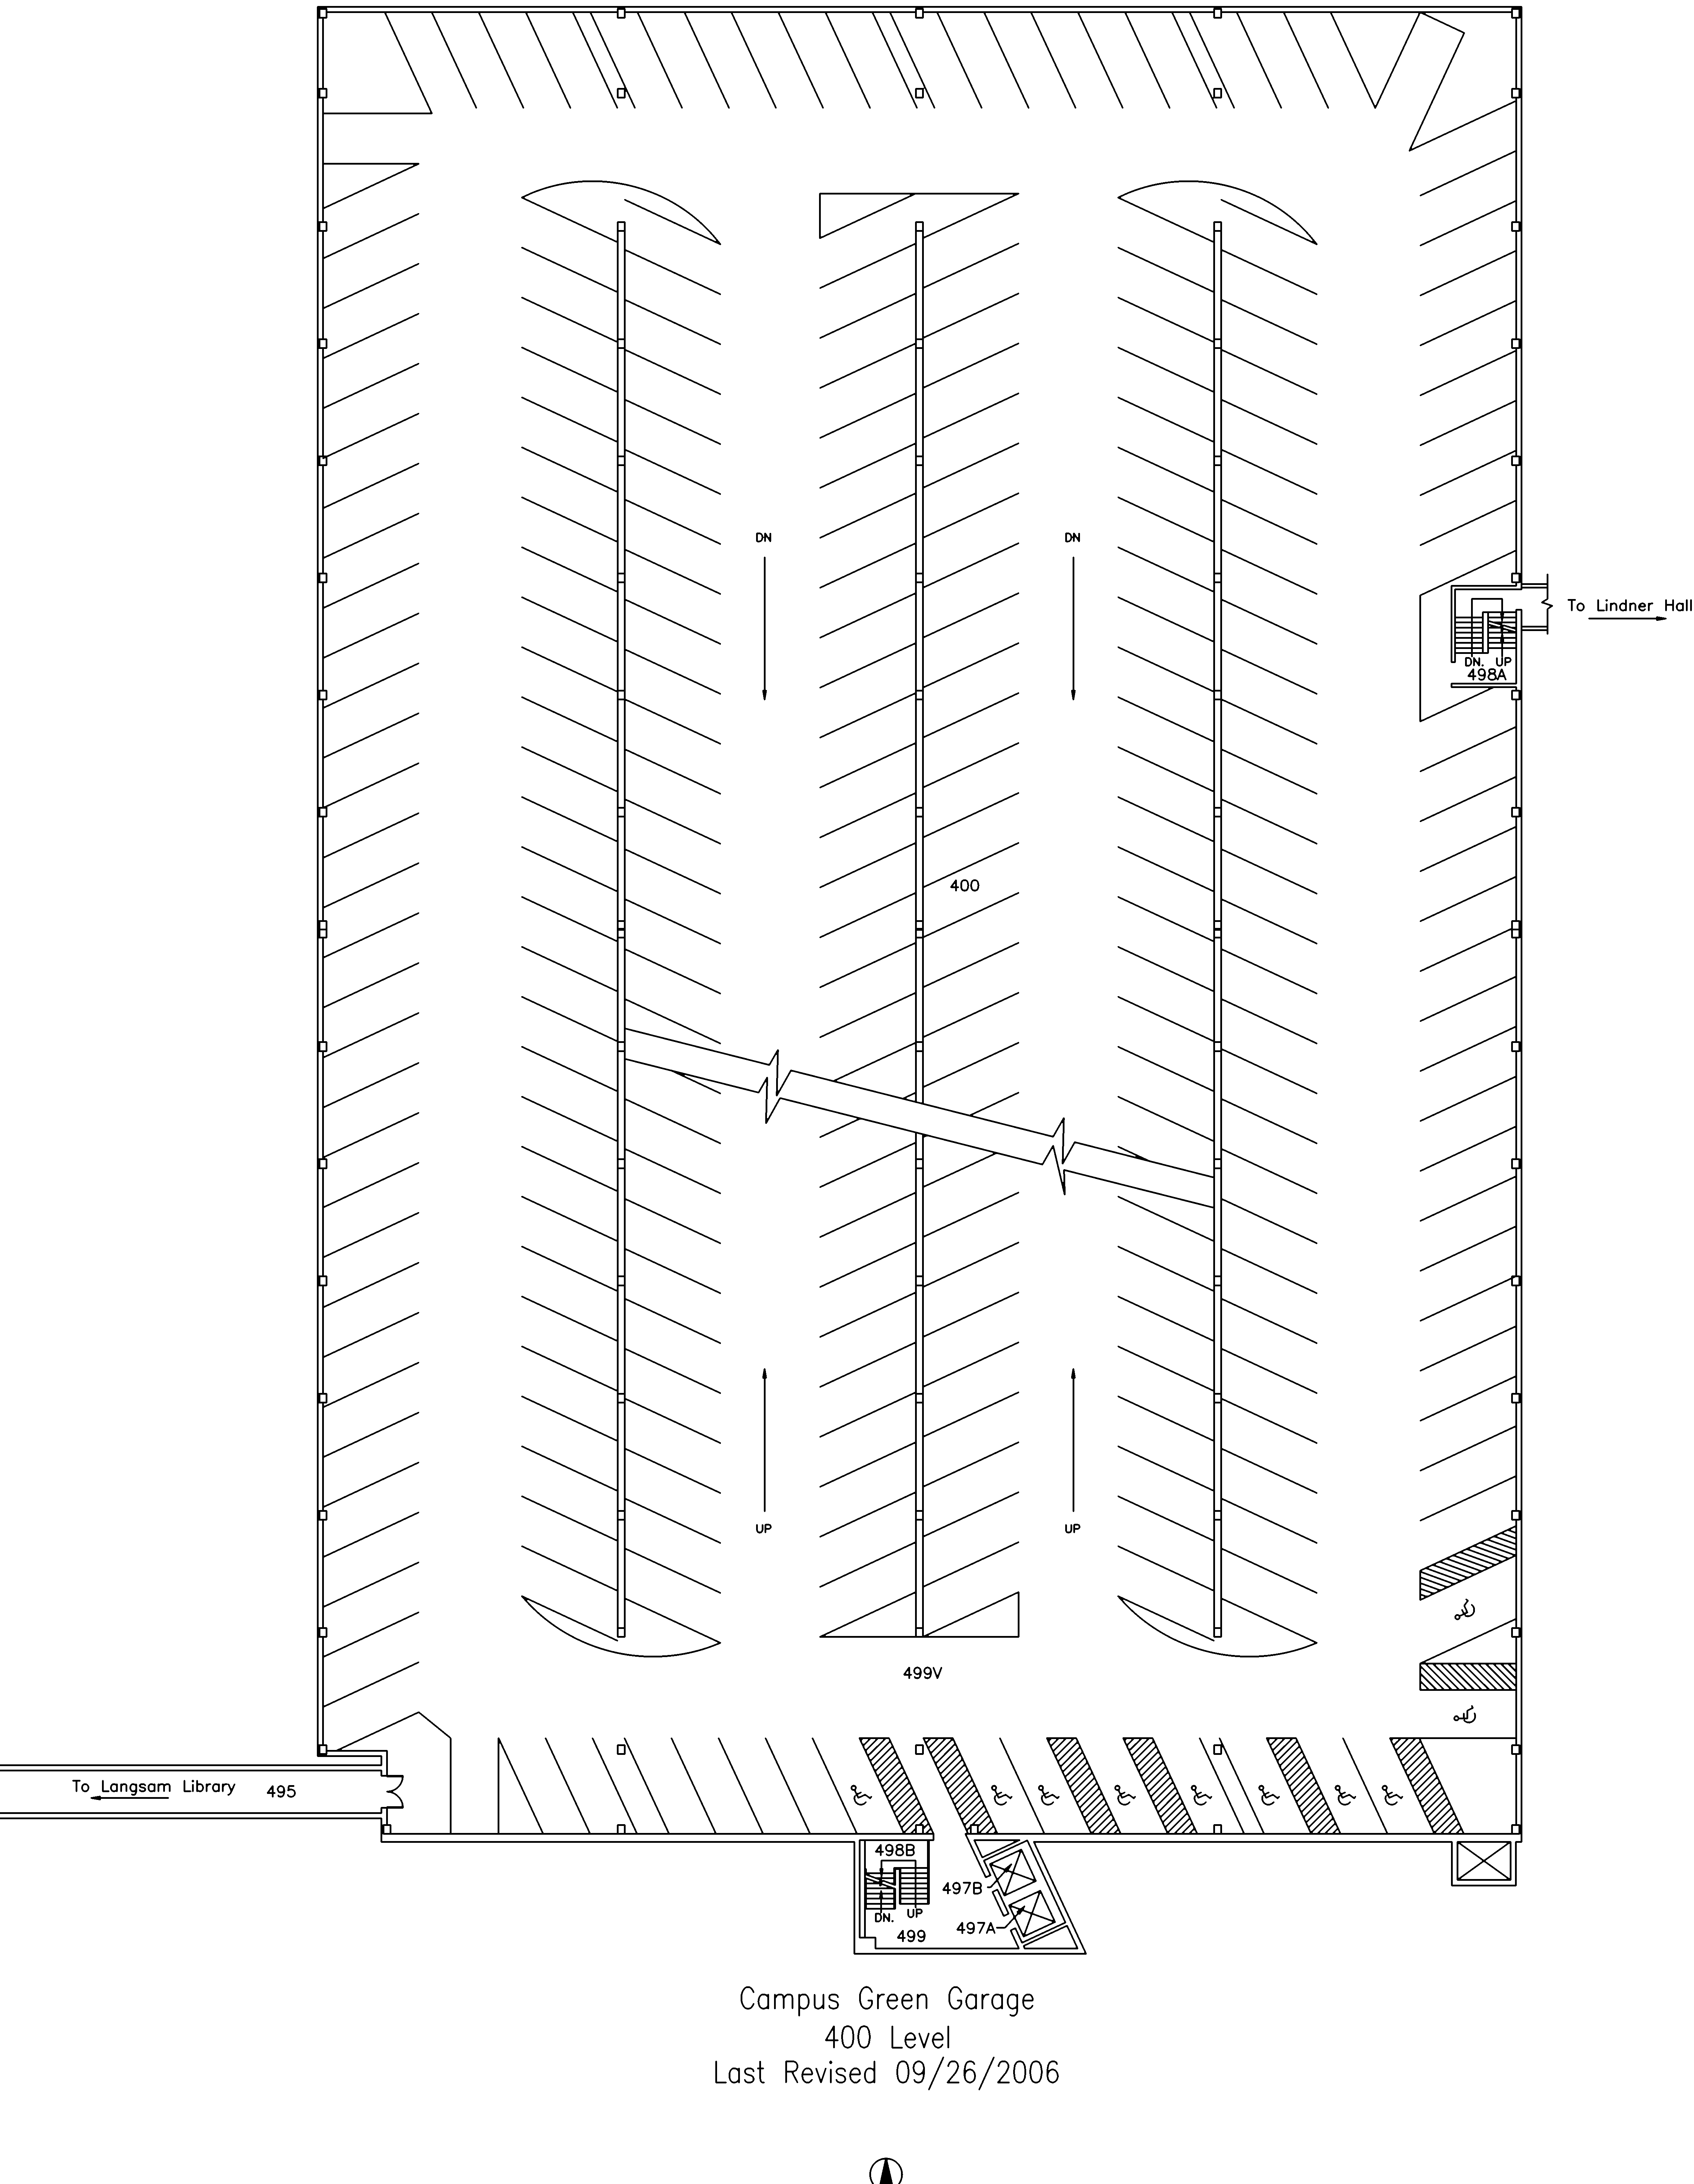 DN
DN
To Lindner Hall
DN. UP
498A
400
UP
UP
499V
To Langsam Library 495
498B
497B
DN. UP
497A
499
Campus Green Garage
400 Level
Last Revised 09/26/2006